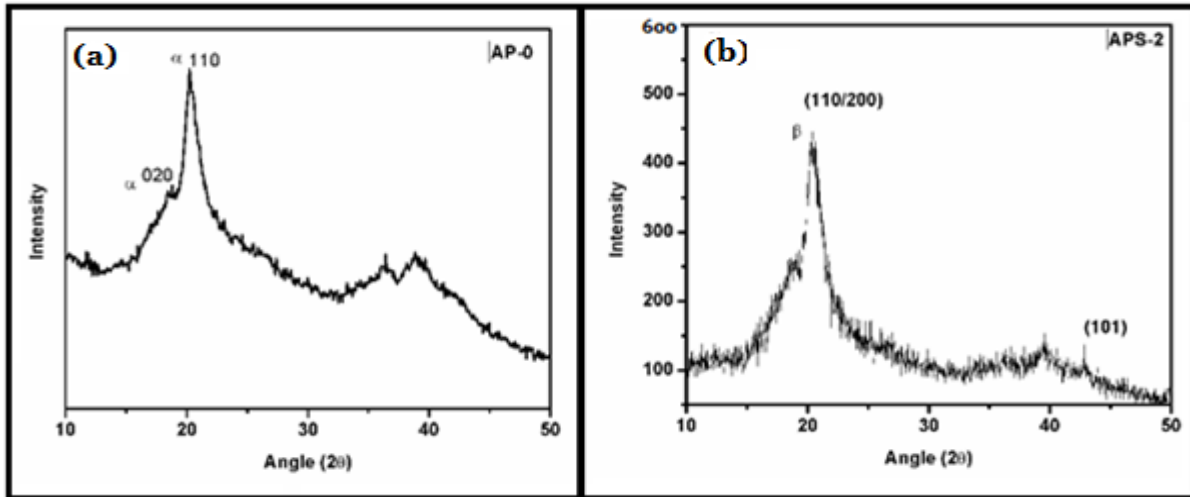 (a)
AP-0
α 110
α 020
Intensity
10 20 30 40 50
Angle (2θ)
(b)
APS-2
600
500
400
300
200
100
(110/200)
β
(101)
Intensity
10 20 30 40 50
Angle (2θ)